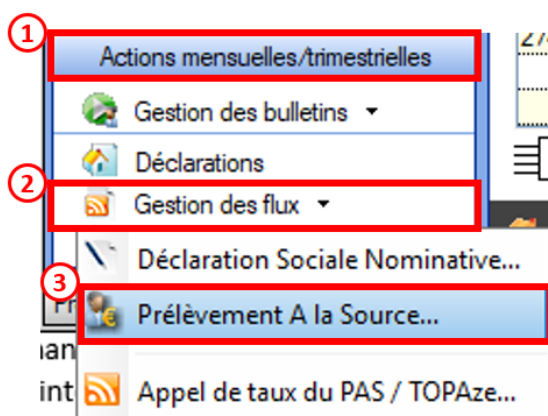 1
Actions mensuelles/trimestrielles
Gestion des bulletins
Déclarations
2
Gestion des flux
Déclaration Sociale Nominative...
3
Prélèvement A la Source...
Appel de taux du PAS / TOPAze...